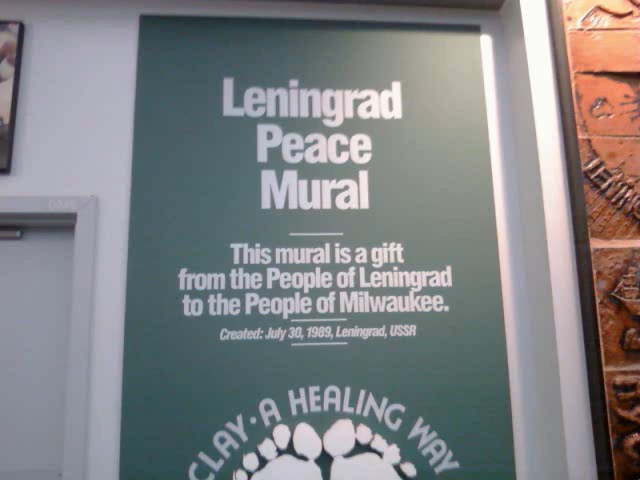 Leningrad
Peace
Mural
This mural is a gift
from the People of Leningrad
to the People of Milwaukee.
Created: July 30, 1989, Leningrad, USSR
CLAY · A HEALING WAY